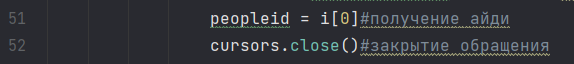 51 peopleid = i[0]#получение айди
52 cursors.close()#закрытие обращения